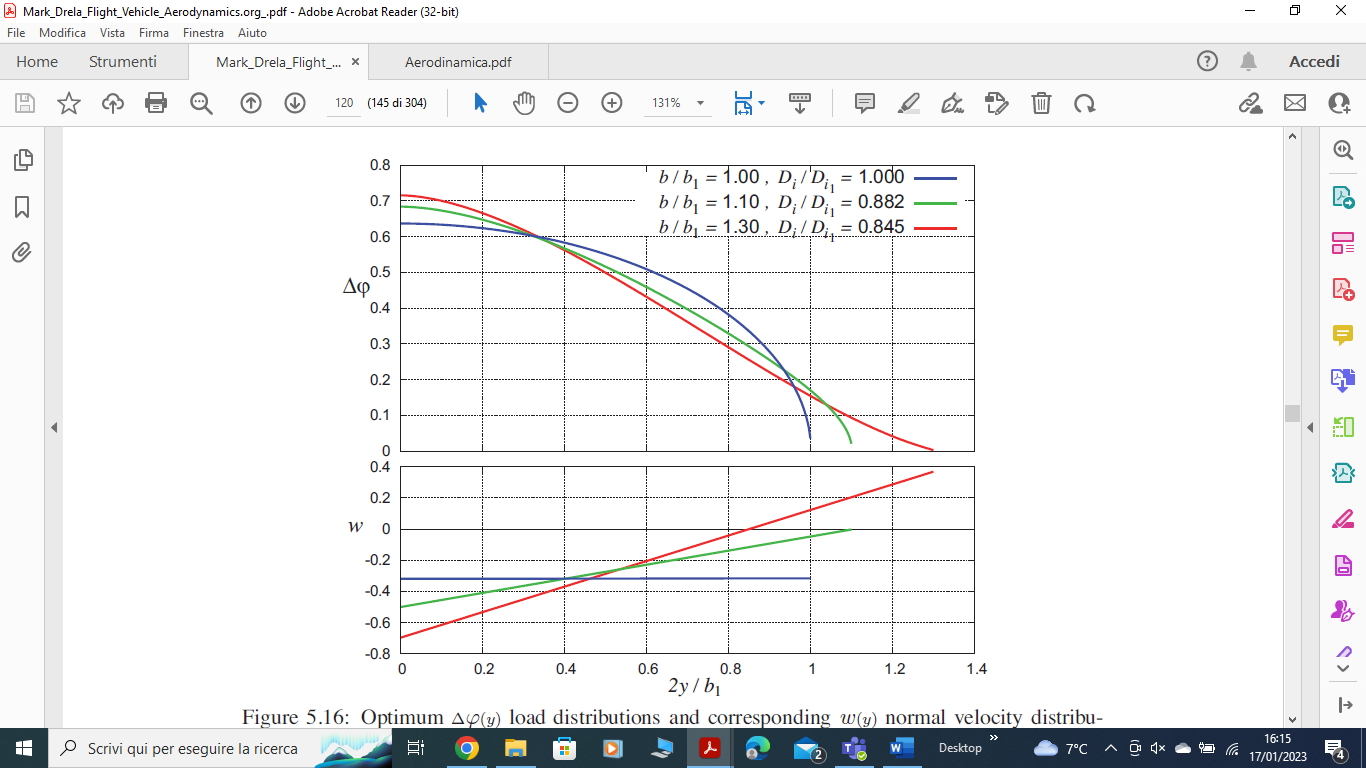 Mark_Drela_Flight_Vehicle_Aerodynamics.org_.pdf - Adobe Acrobat Reader (32-bit)
File Modifica Vista Firma Finestra Aiuto
Home Strumenti Mark_Drela_Flight_... × Aerodinamica.pdf Accedi
120 (145 di 304) 131%
0.8
b / b1 = 1.00 , Di / Di1 = 1.000
0.7
b / b1 = 1.10 , Di / Di1 = 0.882
b / b1 = 1.30 , Di / Di1 = 0.845
0.6
0.5
Δφ
0.4
0.3
0.2
0.1
0
0.4
0.2
w 0
-0.2
-0.4
-0.6
-0.8
0 0.2 0.4 0.6 0.8 1 1.2 1.4
2y / b1
Figure 5.16: Optimum Δφ(y) load distributions and corresponding w(y) normal velocity distribu-
Scrivi qui per eseguire la ricerca
2
Desktop »
7°C
16:15
17/01/2023
4